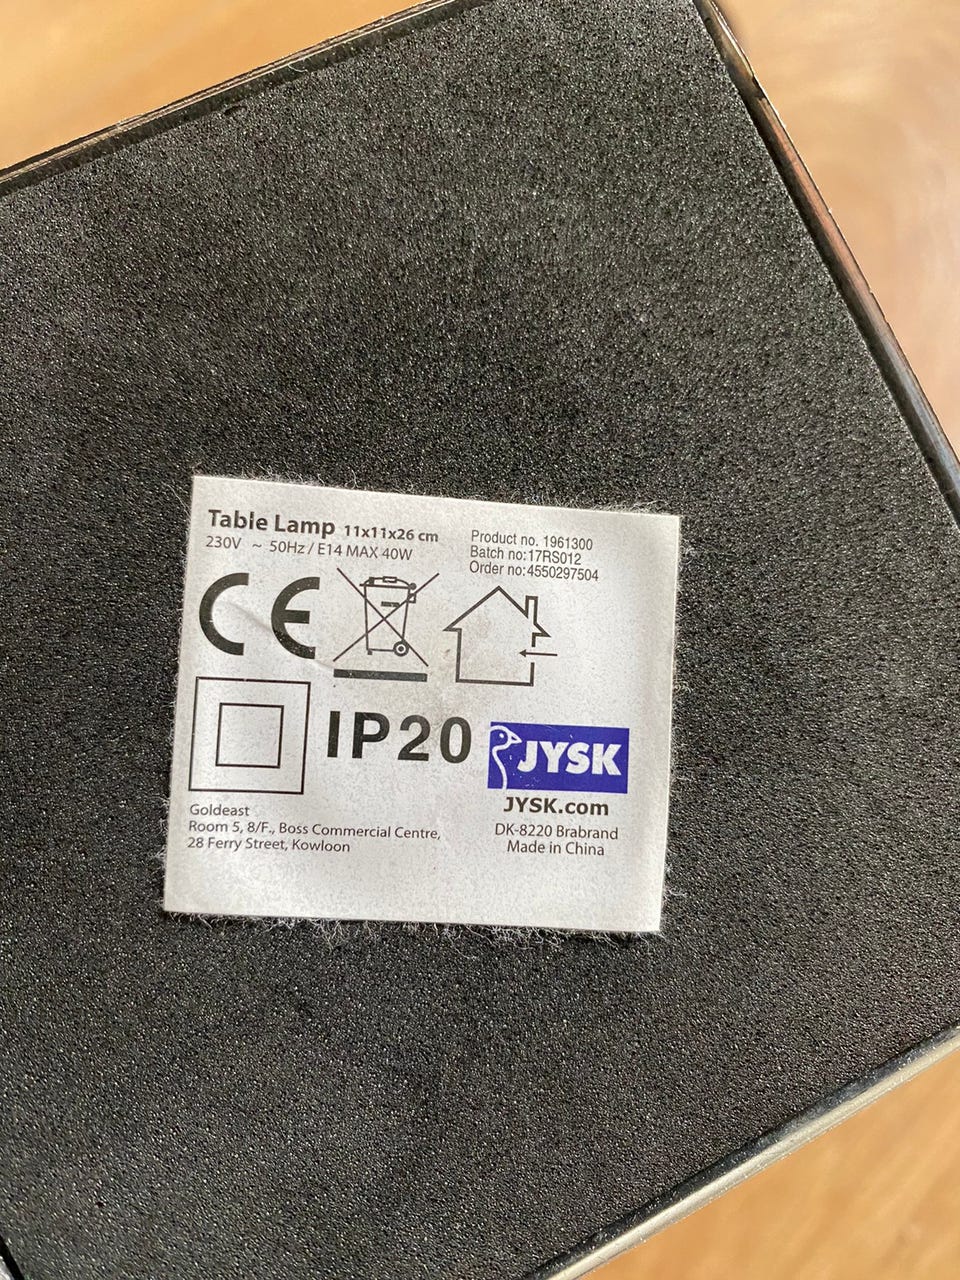 Table Lamp 11x11x26 cm
230V ~ 50Hz / E14 MAX 40W
Product no. 1961300
Batch no:17RS012
Order no:4550297504
CE
IP20
JYSK
JYSK.com
DK-8220 Brabrand
Made in China
Goldeast
Room 5, 8/F., Boss Commercial Centre,
28 Ferry Street, Kowloon